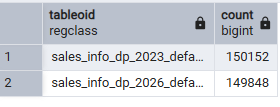 tableoid count
regclass bigint
1 sales_info_dp_2023_defa... 150152
2 sales_info_dp_2026_defa... 149848